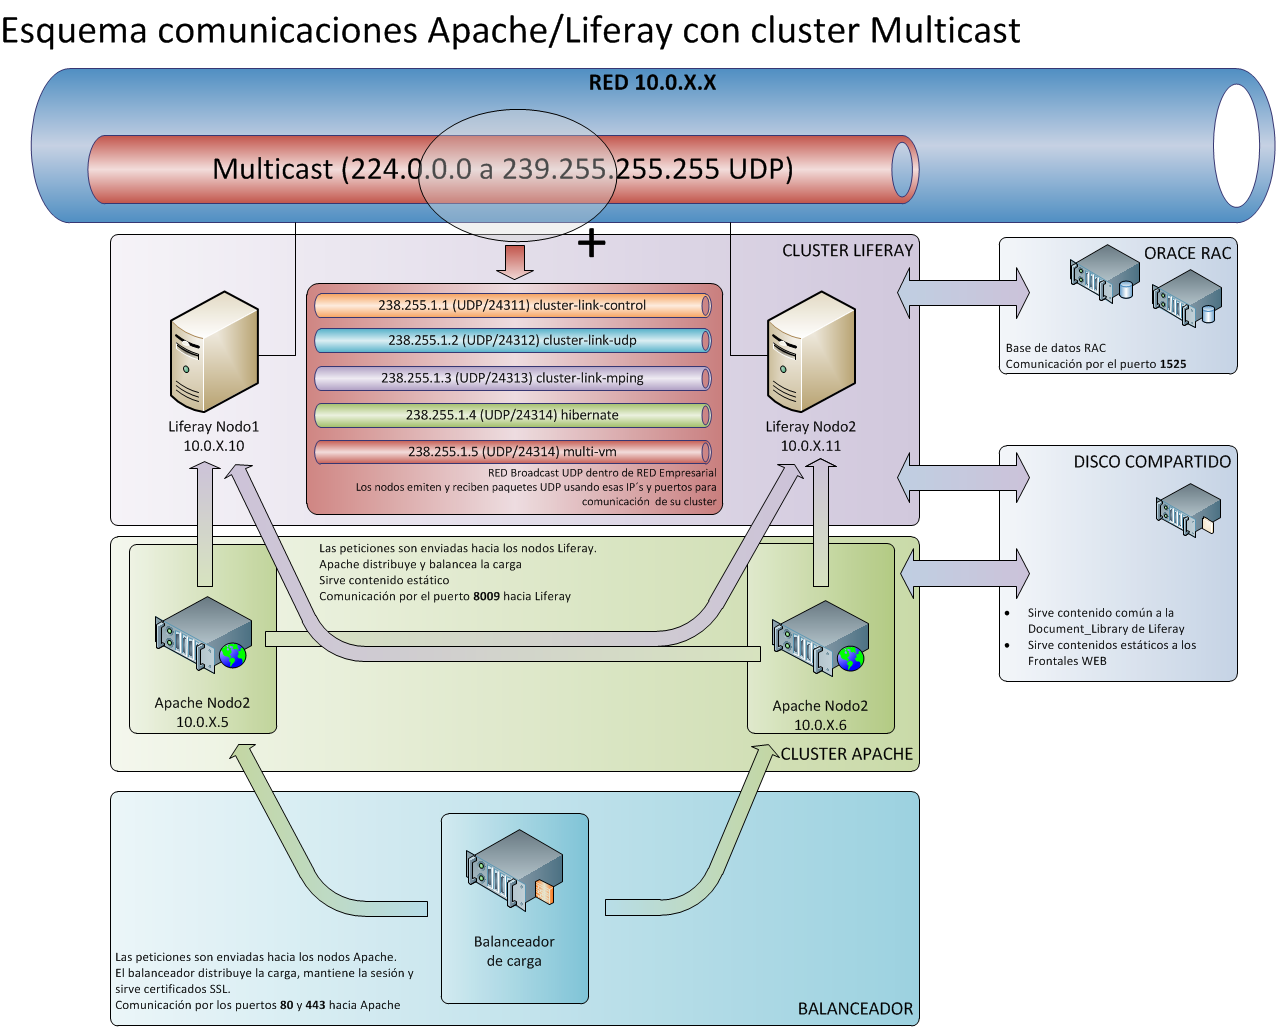 Esquema comunicaciones Apache/Liferay con cluster Multicast
RED 10.0.X.X
Multicast (224.0.0.0 a 239.255.255.255 UDP)
+
CLUSTER LIFERAY
ORACE RAC
238.255.1.1 (UDP/24311) cluster-link-control
238.255.1.2 (UDP/24312) cluster-link-udp
238.255.1.3 (UDP/24313) cluster-link-mping
238.255.1.4 (UDP/24314) hibernate
238.255.1.5 (UDP/24314) multi-vm
RED Broadcast UDP dentro de RED Empresarial
Los nodos emiten y reciben paquetes UDP usando esas IP´s y puertos para
comunicación de su cluster
Liferay Nodo1
10.0.X.10
Liferay Nodo2
10.0.X.11
Base de datos RAC
Comunicación por el puerto 1525
DISCO COMPARTIDO
• Sirve contenido común a la
Document_Library de Liferay
• Sirve contenidos estáticos a los
Frontales WEB
Las peticiones son enviadas hacia los nodos Liferay.
Apache distribuye y balancea la carga
Sirve contenido estático
Comunicación por el puerto 8009 hacia Liferay
Apache Nodo2
10.0.X.5
Apache Nodo2
10.0.X.6
CLUSTER APACHE
Balanceador
de carga
Las peticiones son enviadas hacia los nodos Apache.
El balanceador distribuye la carga, mantiene la sesión y
sirve certificados SSL.
Comunicación por los puertos 80 y 443 hacia Apache
BALANCEADOR